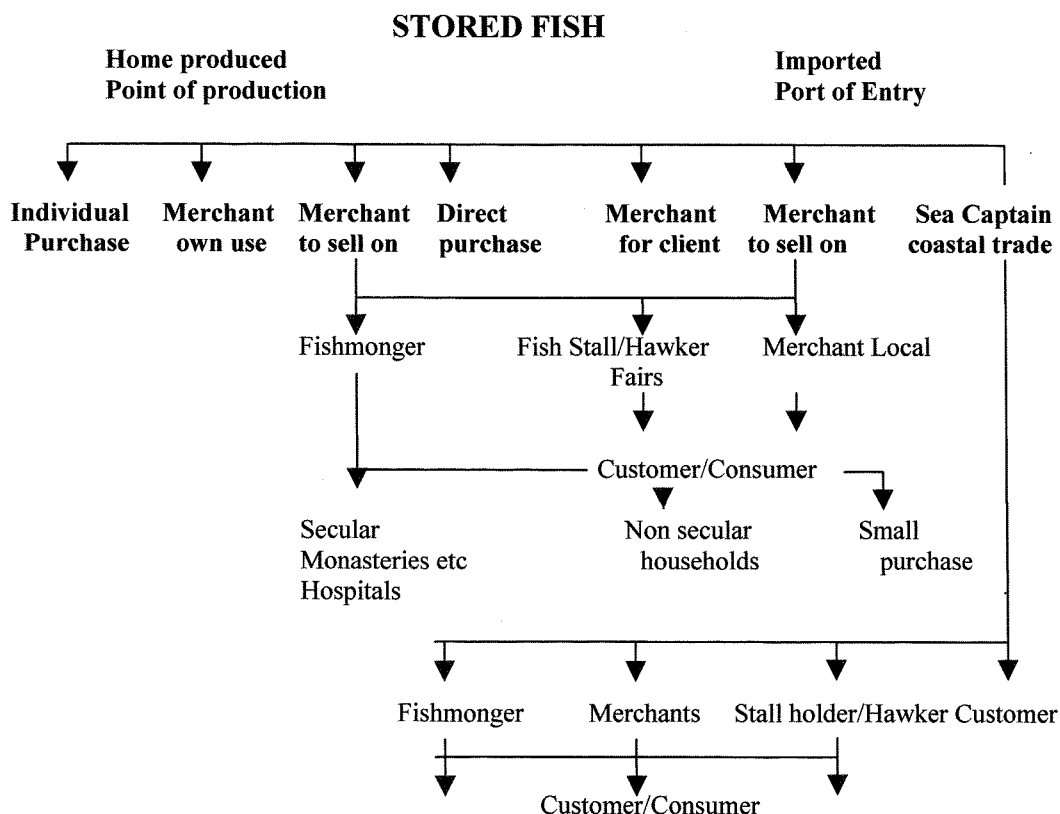 STORED FISH
Home produced Imported
Point of production Port of Entry
Individual Merchant Merchant Direct Merchant Merchant Sea Captain
Purchase own use to sell on purchase for client to sell on coastal trade
Fishmonger Fish Stall/Hawker Merchant Local
Fairs
Customer/Consumer
Secular Non secular Small
Monasteries etc households purchase
Hospitals
Fishmonger Merchants Stall holder/Hawker Customer
Customer/Consumer